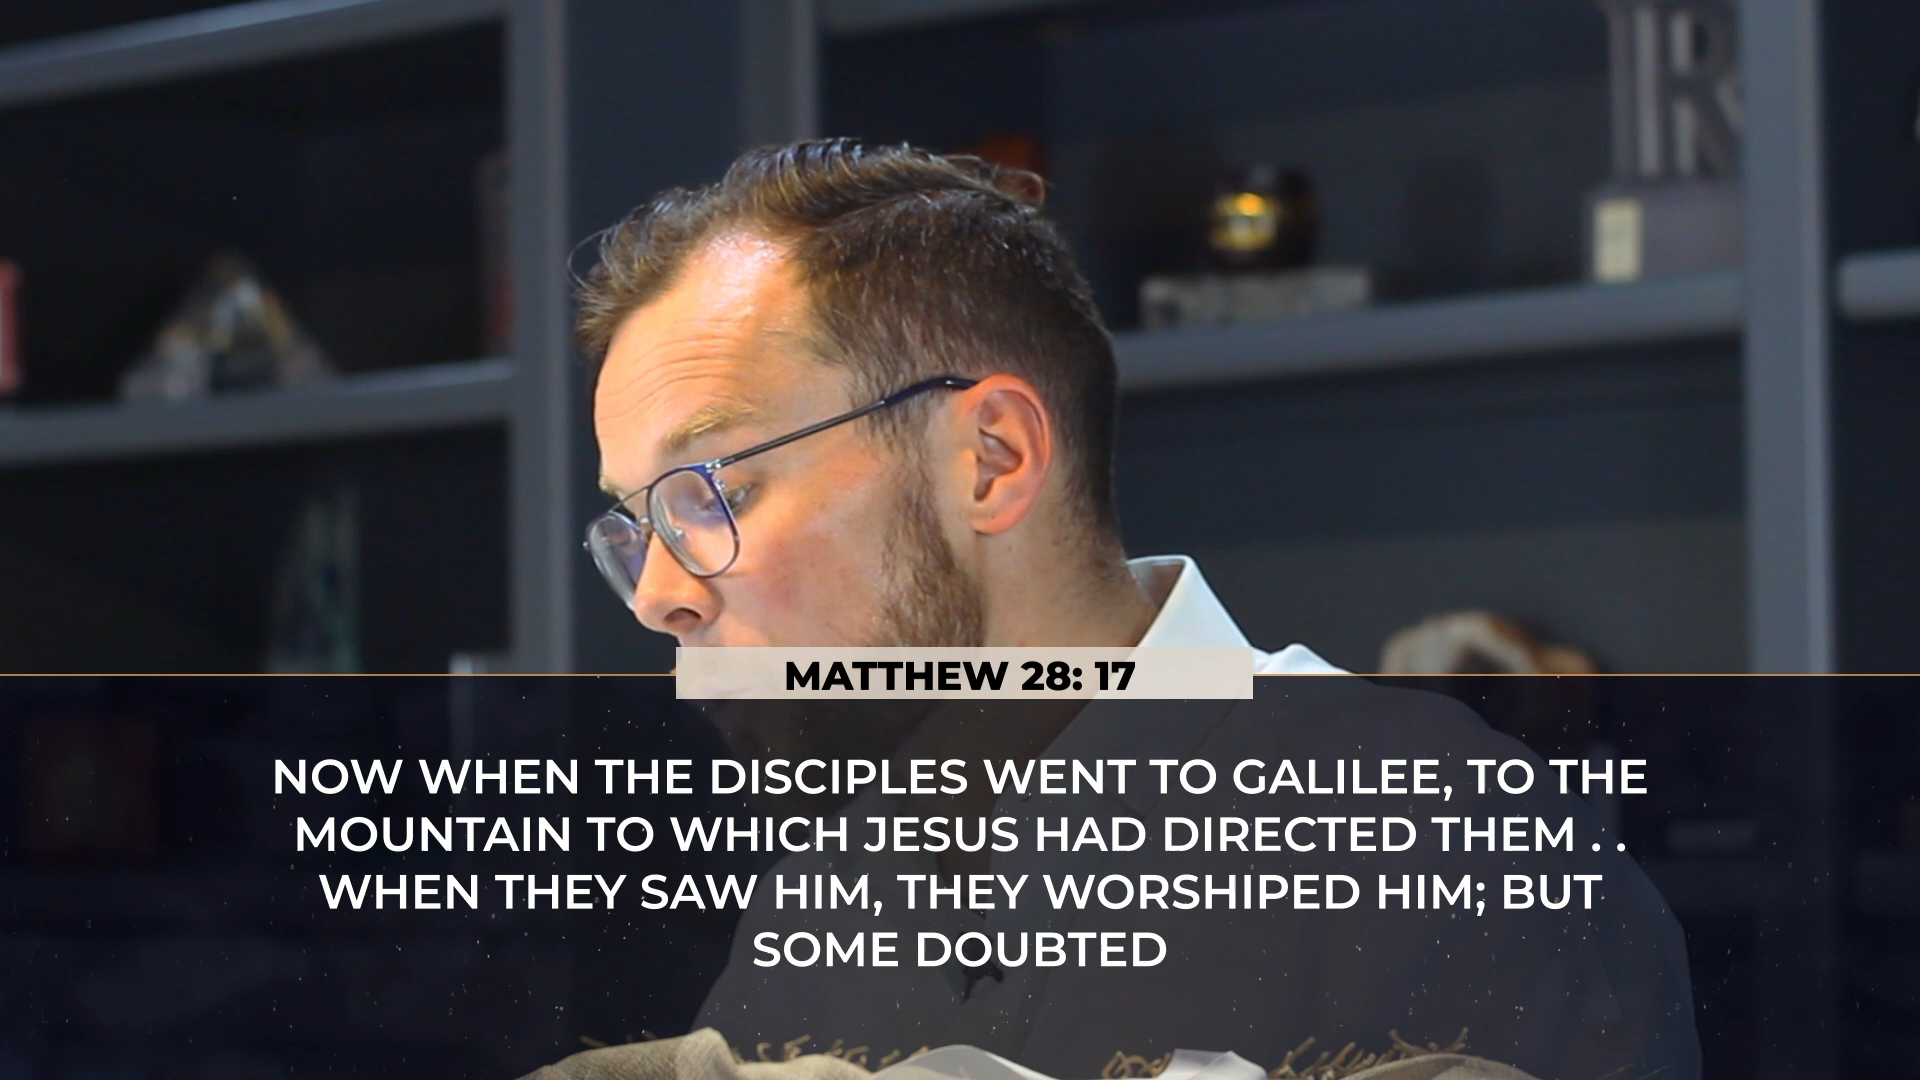 R
MATTHEW 28: 17
NOW WHEN THE DISCIPLES WENT TO GALILEE, TO THE
MOUNTAIN TO WHICH JESUS HAD DIRECTED THEM . .
WHEN THEY SAW HIM, THEY WORSHIPED HIM; BUT
SOME DOUBTED